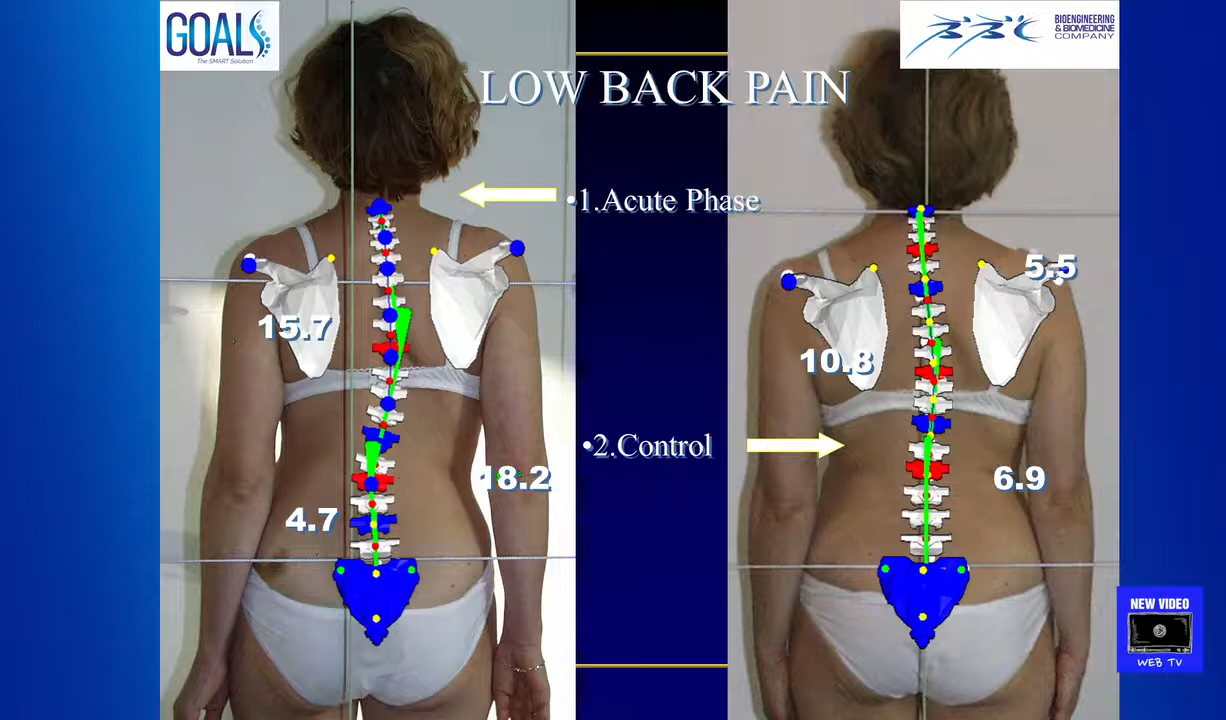 GOALS
The SMART Solution
BIOENGINEERING
& BIOMEDICINE
COMPANY
LOW BACK PAIN
•1.Acute Phase
5.5
15.7
10.8
•2.Control
18.2
6.9
4.7
NEW VIDEO
WEB TV